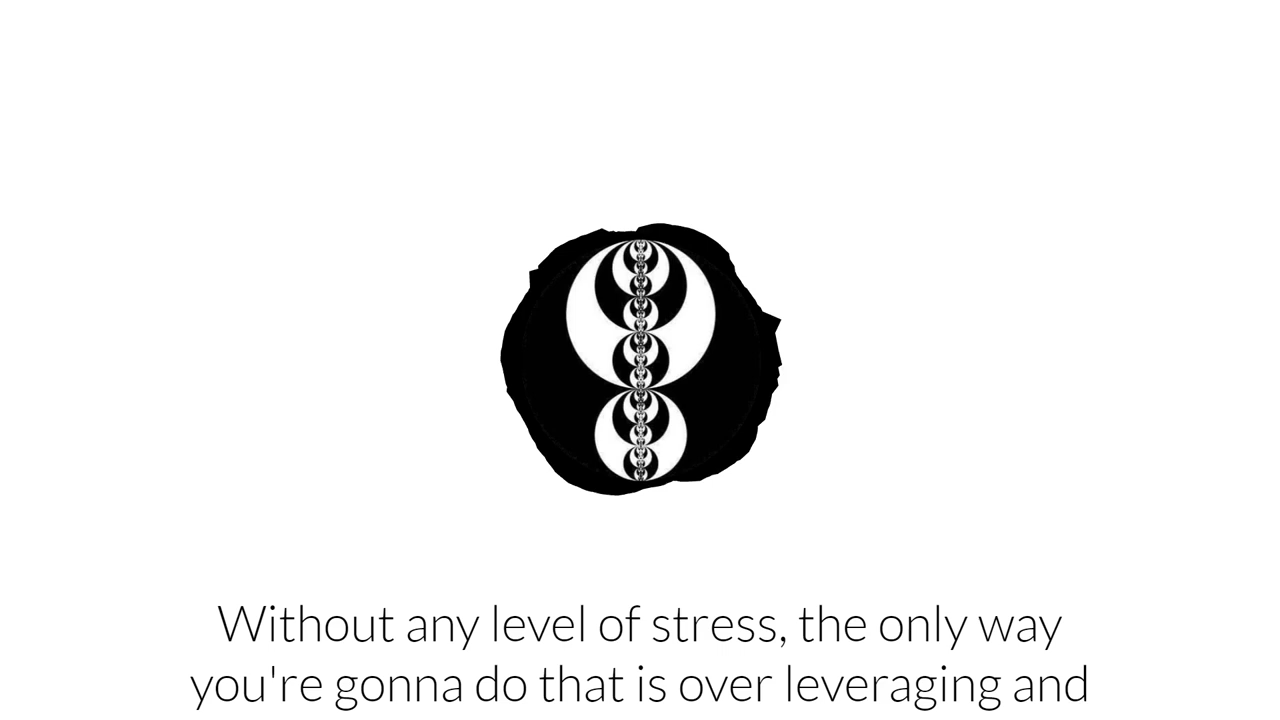 Without any level of stress, the only way
you're gonna do that is over leveraging and